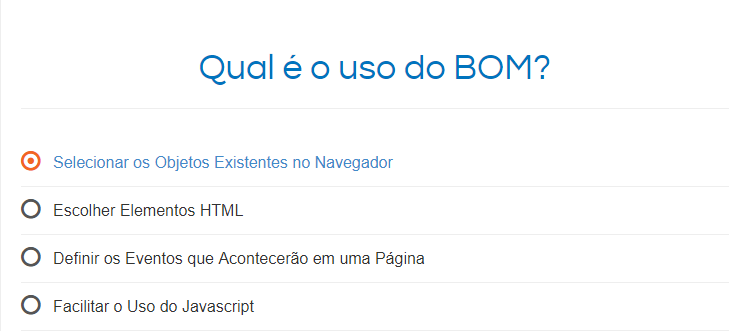 Qual é o uso do BOM?
Selecionar os Objetos Existentes no Navegador
Escolher Elementos HTML
Definir os Eventos que Acontecerão em uma Página
Facilitar o Uso do Javascript